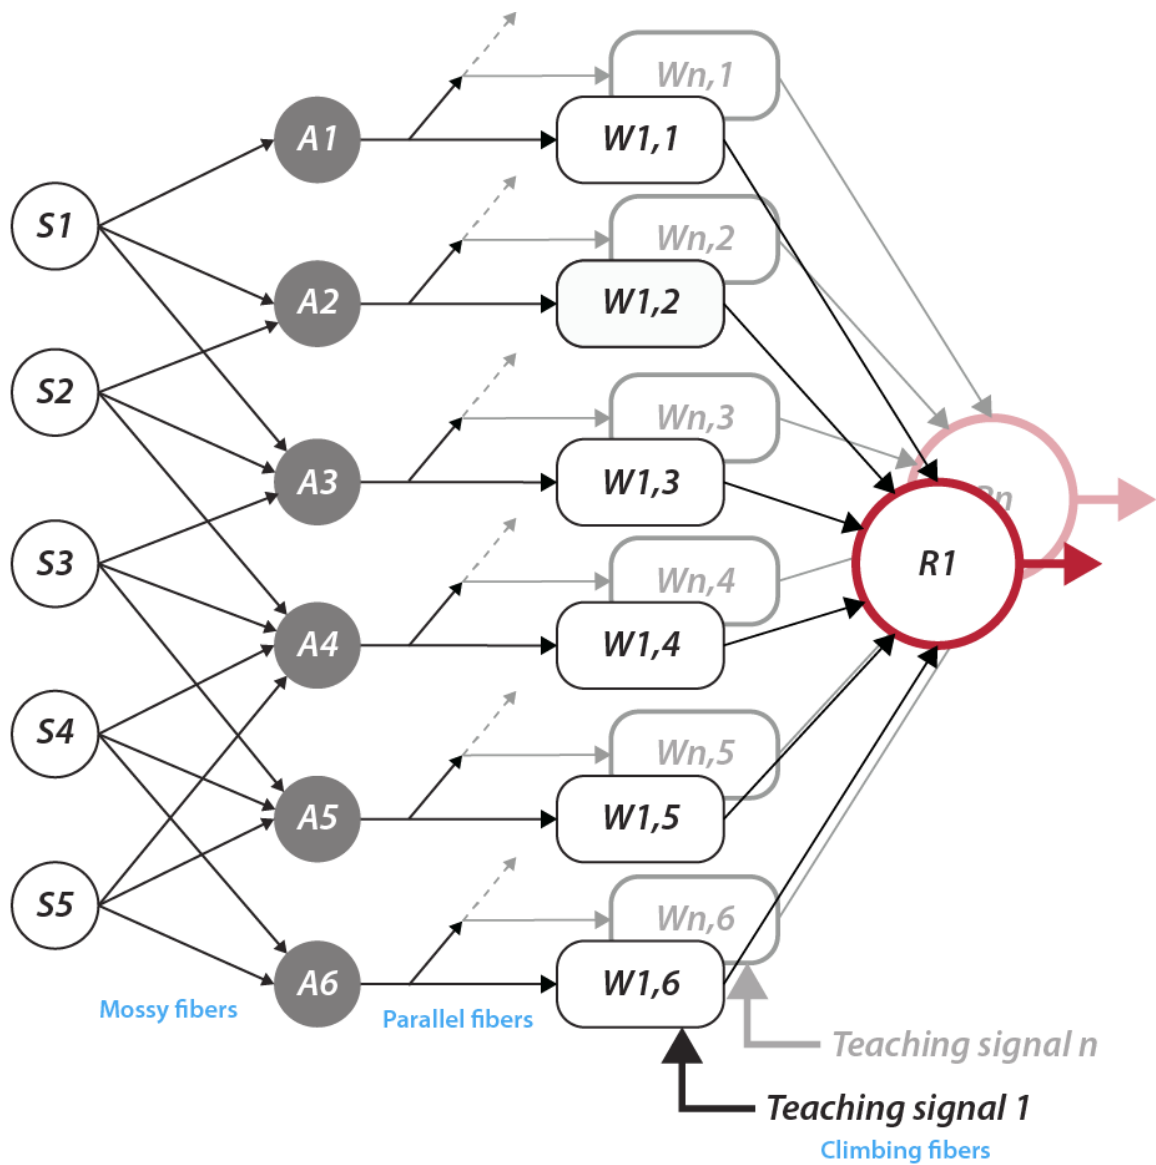 Wn,1
A1
W1,1
S1
Wn,2
A2
W1,2
S2
Wn,3
A3
W1,3
Rn
S3
R1
Wn,4
A4
W1,4
S4
Wn,5
A5
W1,5
S5
Wn,6
A6
W1,6
Mossy fibers
Parallel fibers
Teaching signal n
Teaching signal 1
Climbing fibers